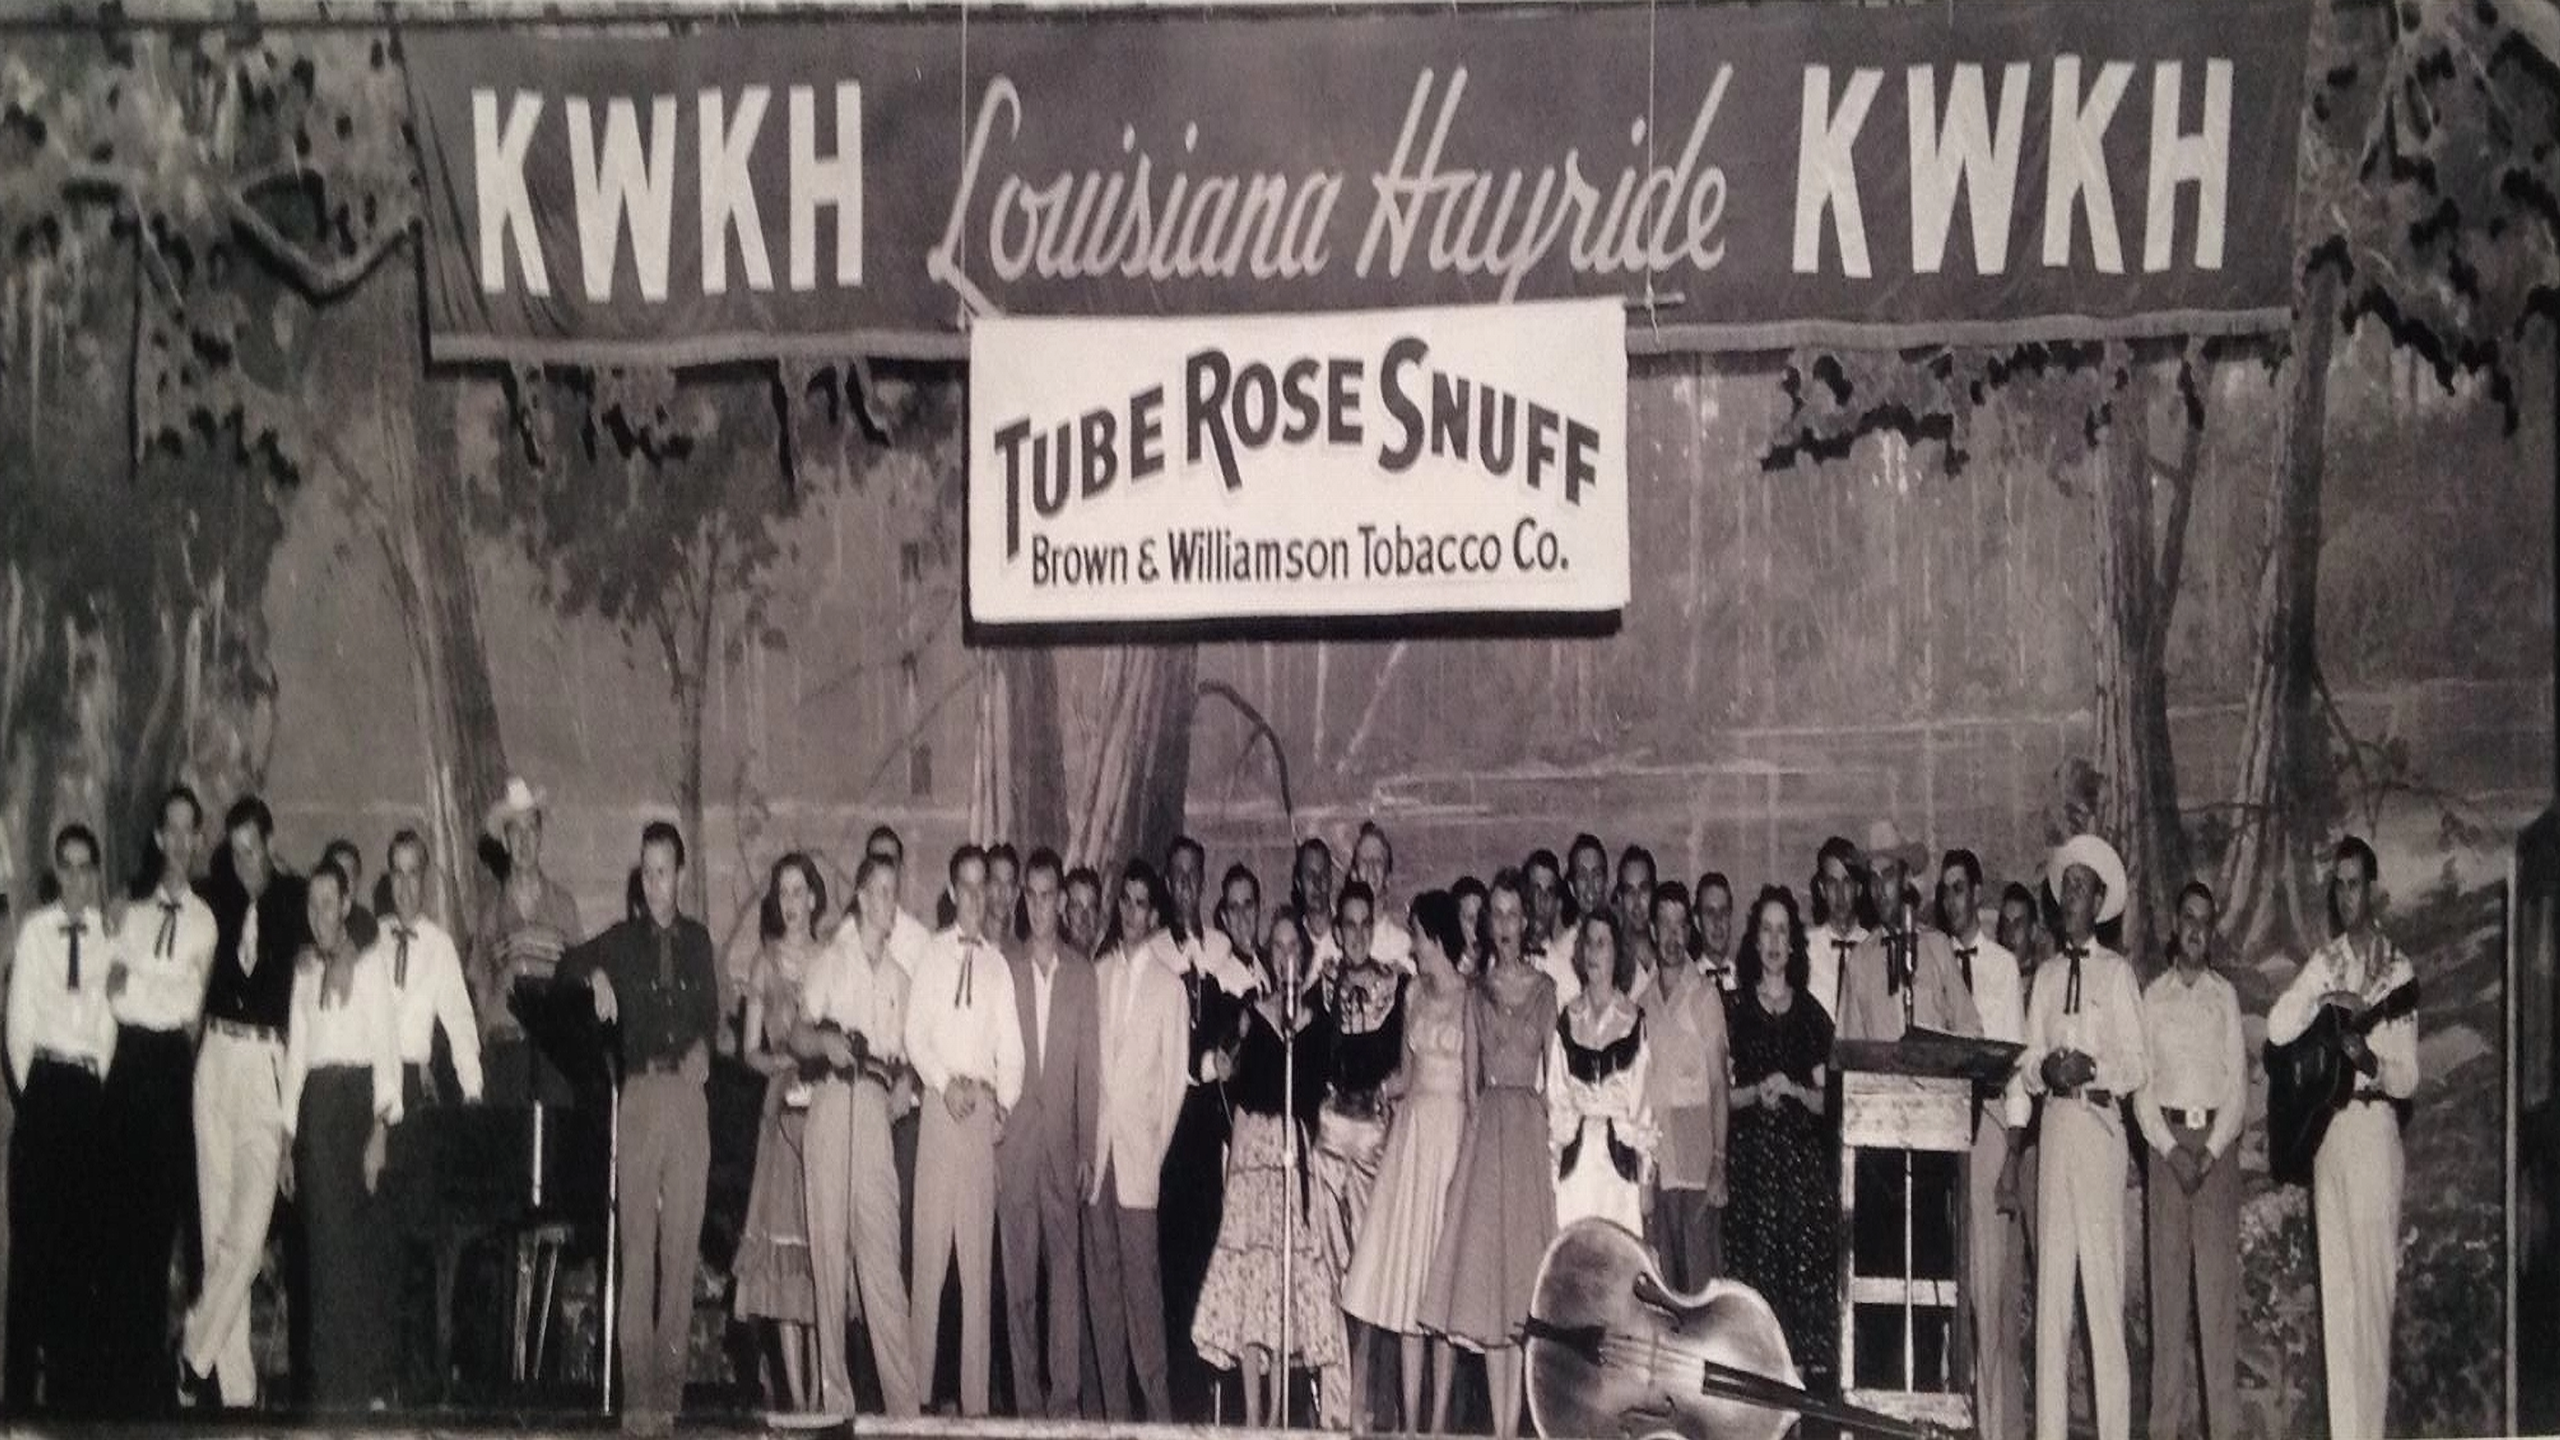 KWKH Louisiana Hayride KWKH
TUBE ROSE SNUFF
Brown & Williamson Tobacco Co.